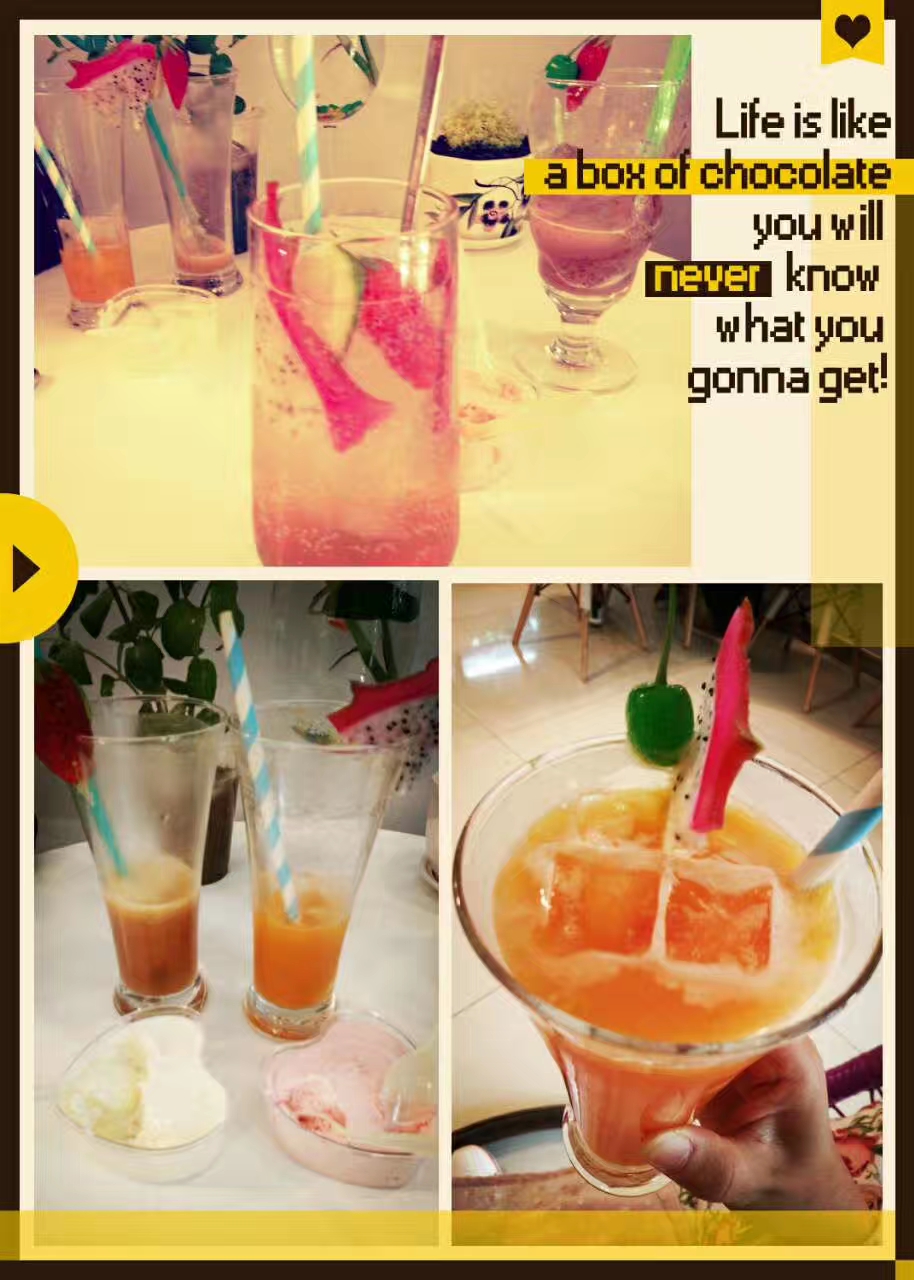 Life is like
a box of chocolate
you will
never know
what you
gonna get!